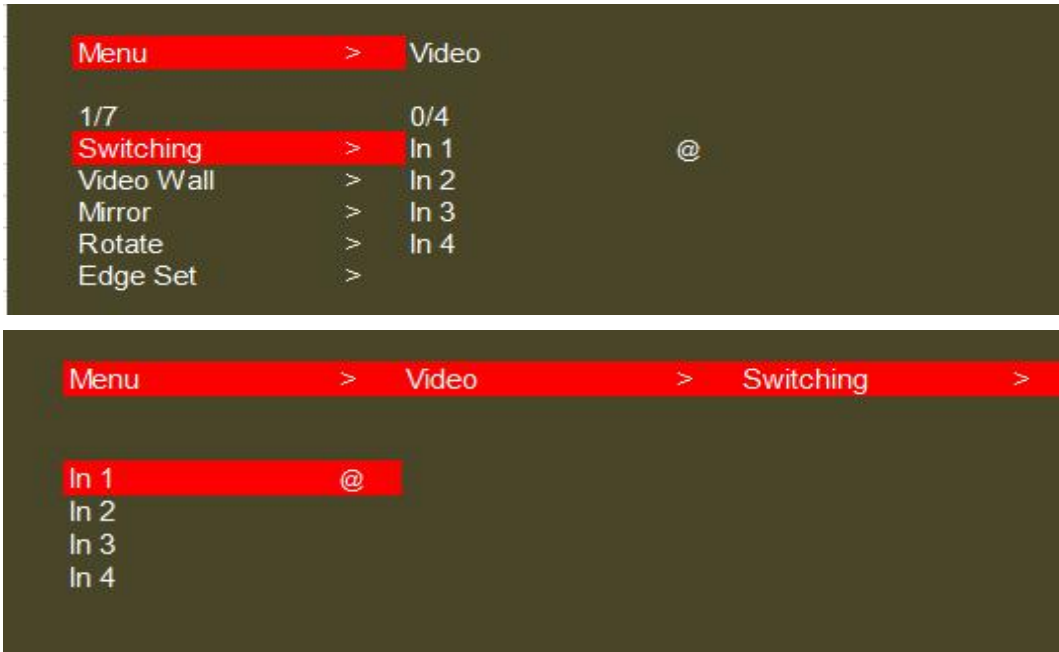 Menu > Video
1/7 0/4
Switching > In 1 @
Video Wall > In 2
Mirror > In 3
Rotate > In 4
Edge Set >
Menu > Video > Switching >
In 1 @
In 2
In 3
In 4